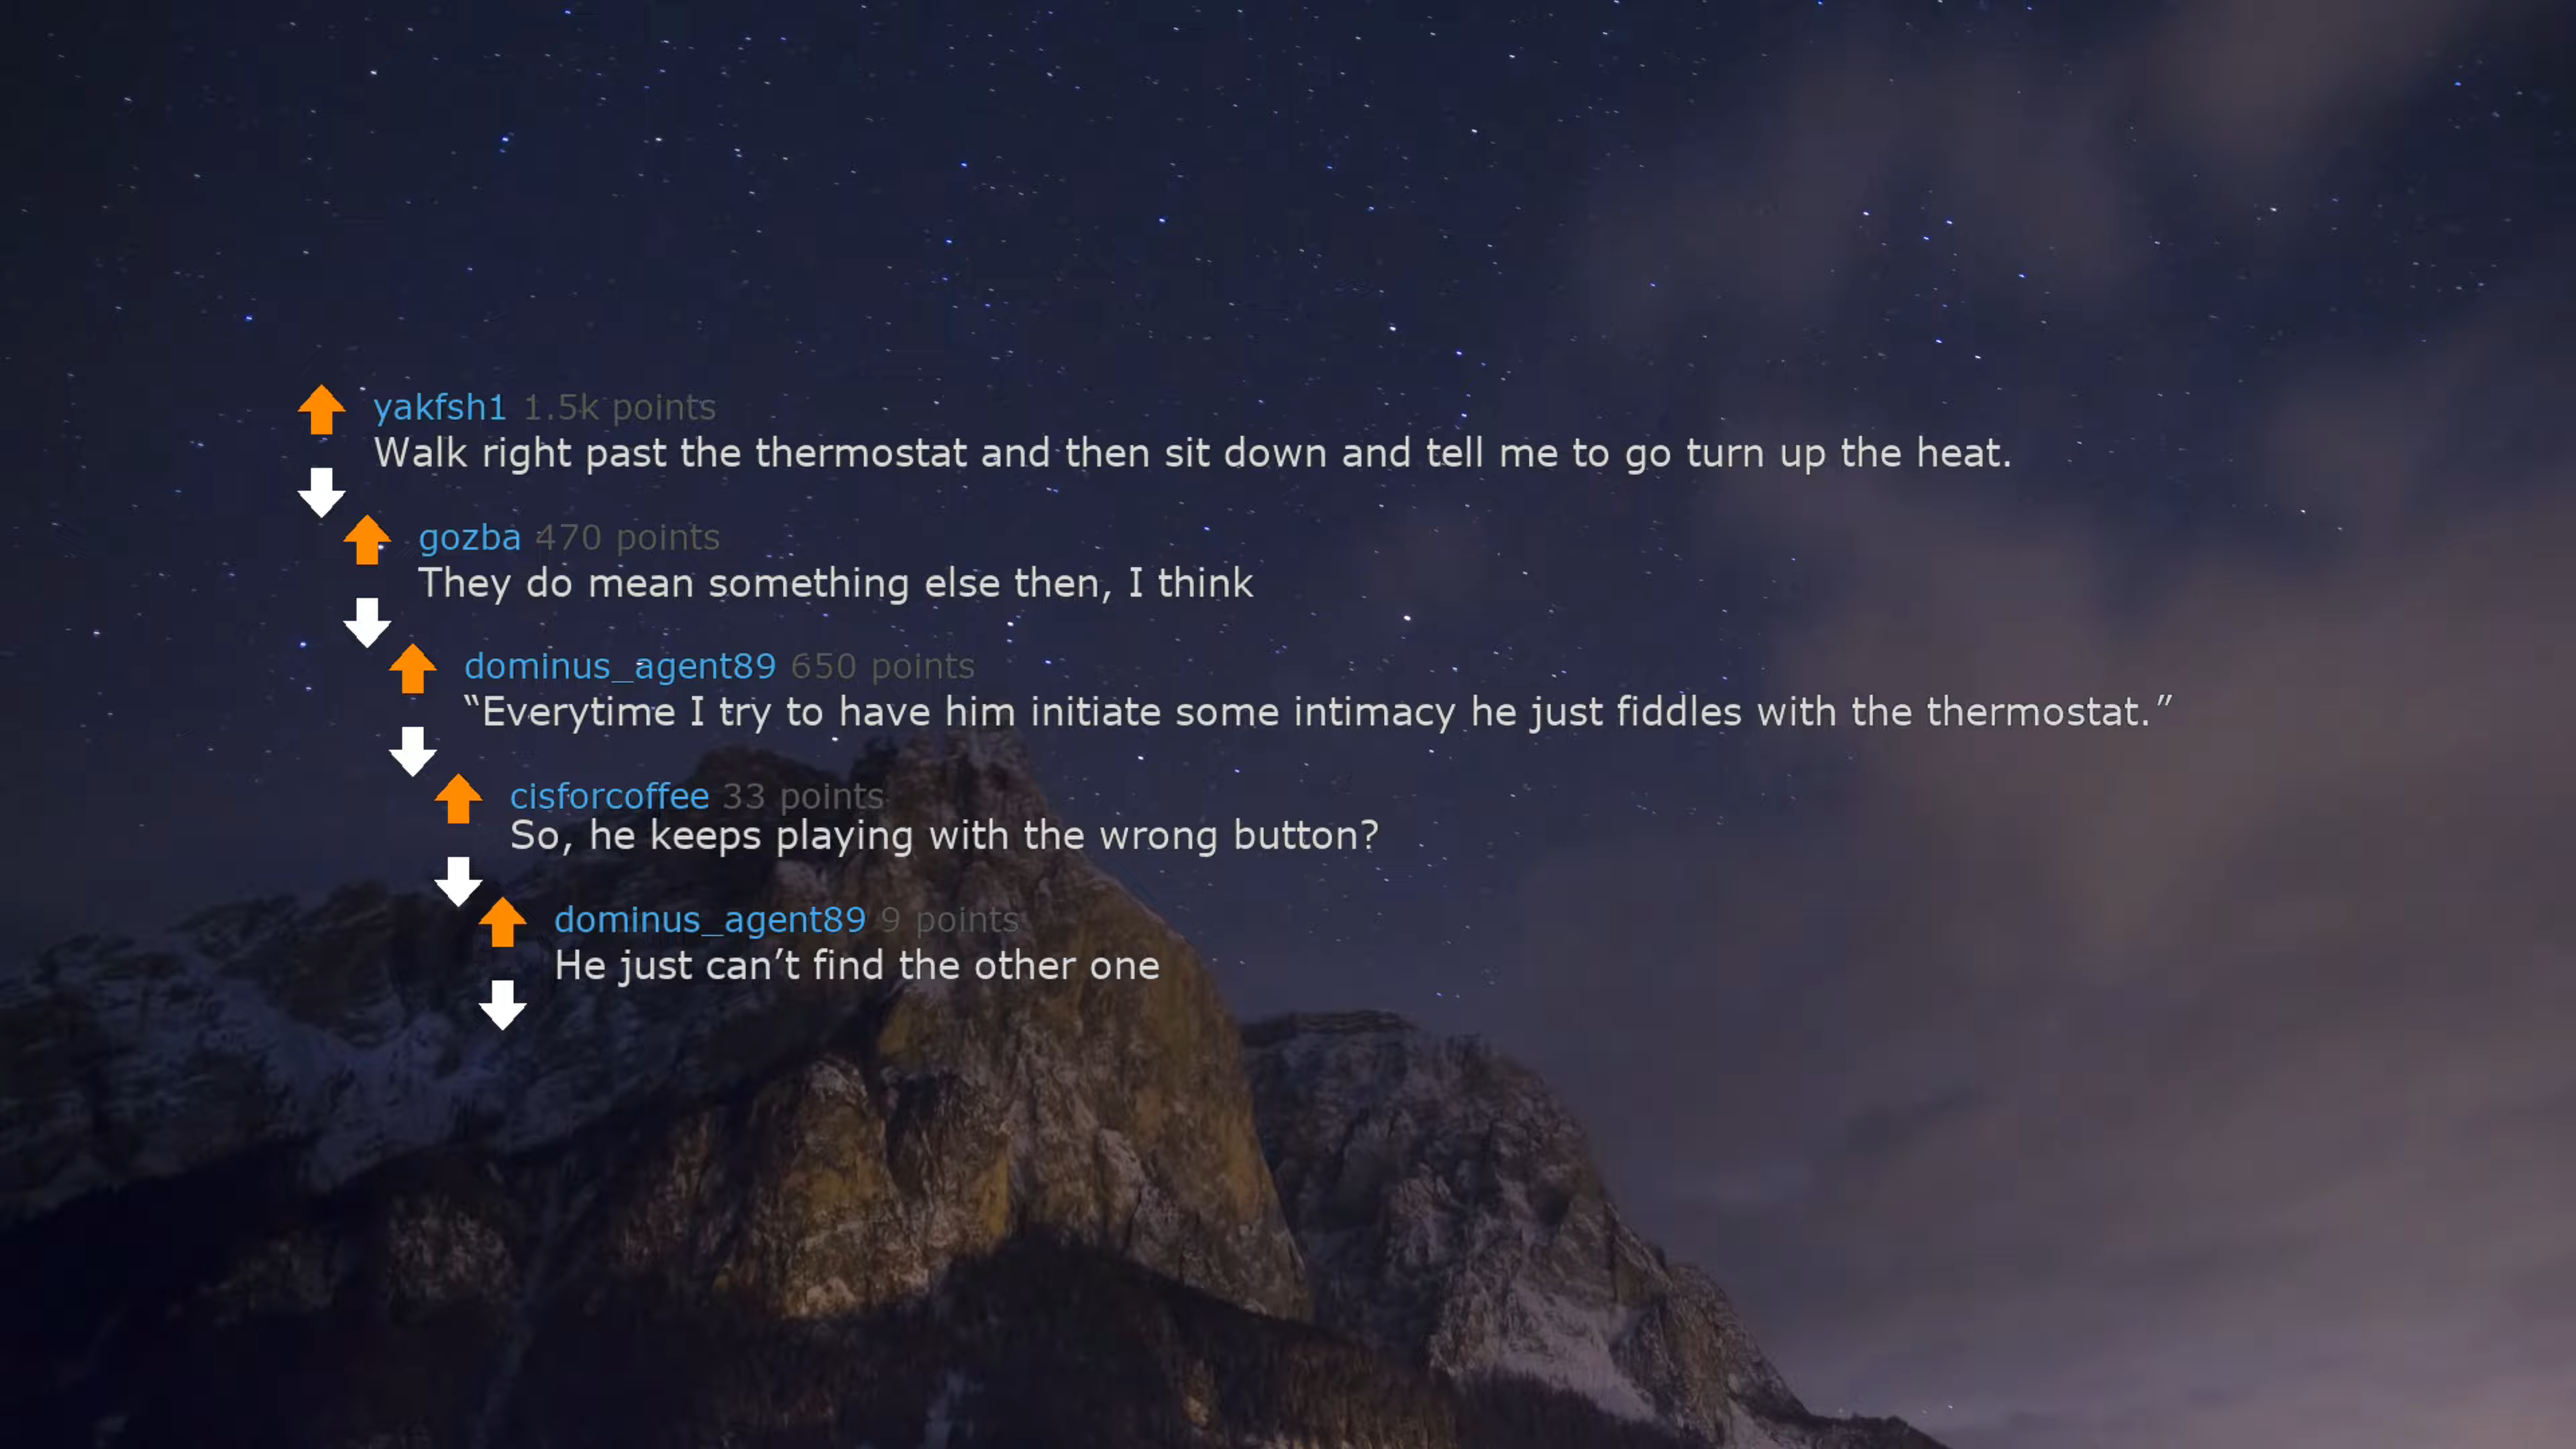 yakfsh1 1.5k points
Walk right past the thermostat and then sit down and tell me to go turn up the heat.
gozba 470 points
They do mean something else then, I think
dominus_agent89 650 points
“Everytime I try to have him initiate some intimacy he just fiddles with the thermostat.”
cisforcoffee 33 points
So, he keeps playing with the wrong button?
dominus_agent89 9 points
He just can’t find the other one